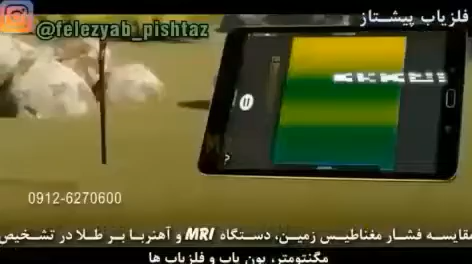 فلزیاب پیشتاز
@felezyab_pishtaz
0912-6270600
مقایسه فشار مغناطیس زمین، دستگاه MRI و آهنربا بر طلا در تشخیص
مگنتومتر، یون یاب و فلزیاب ها